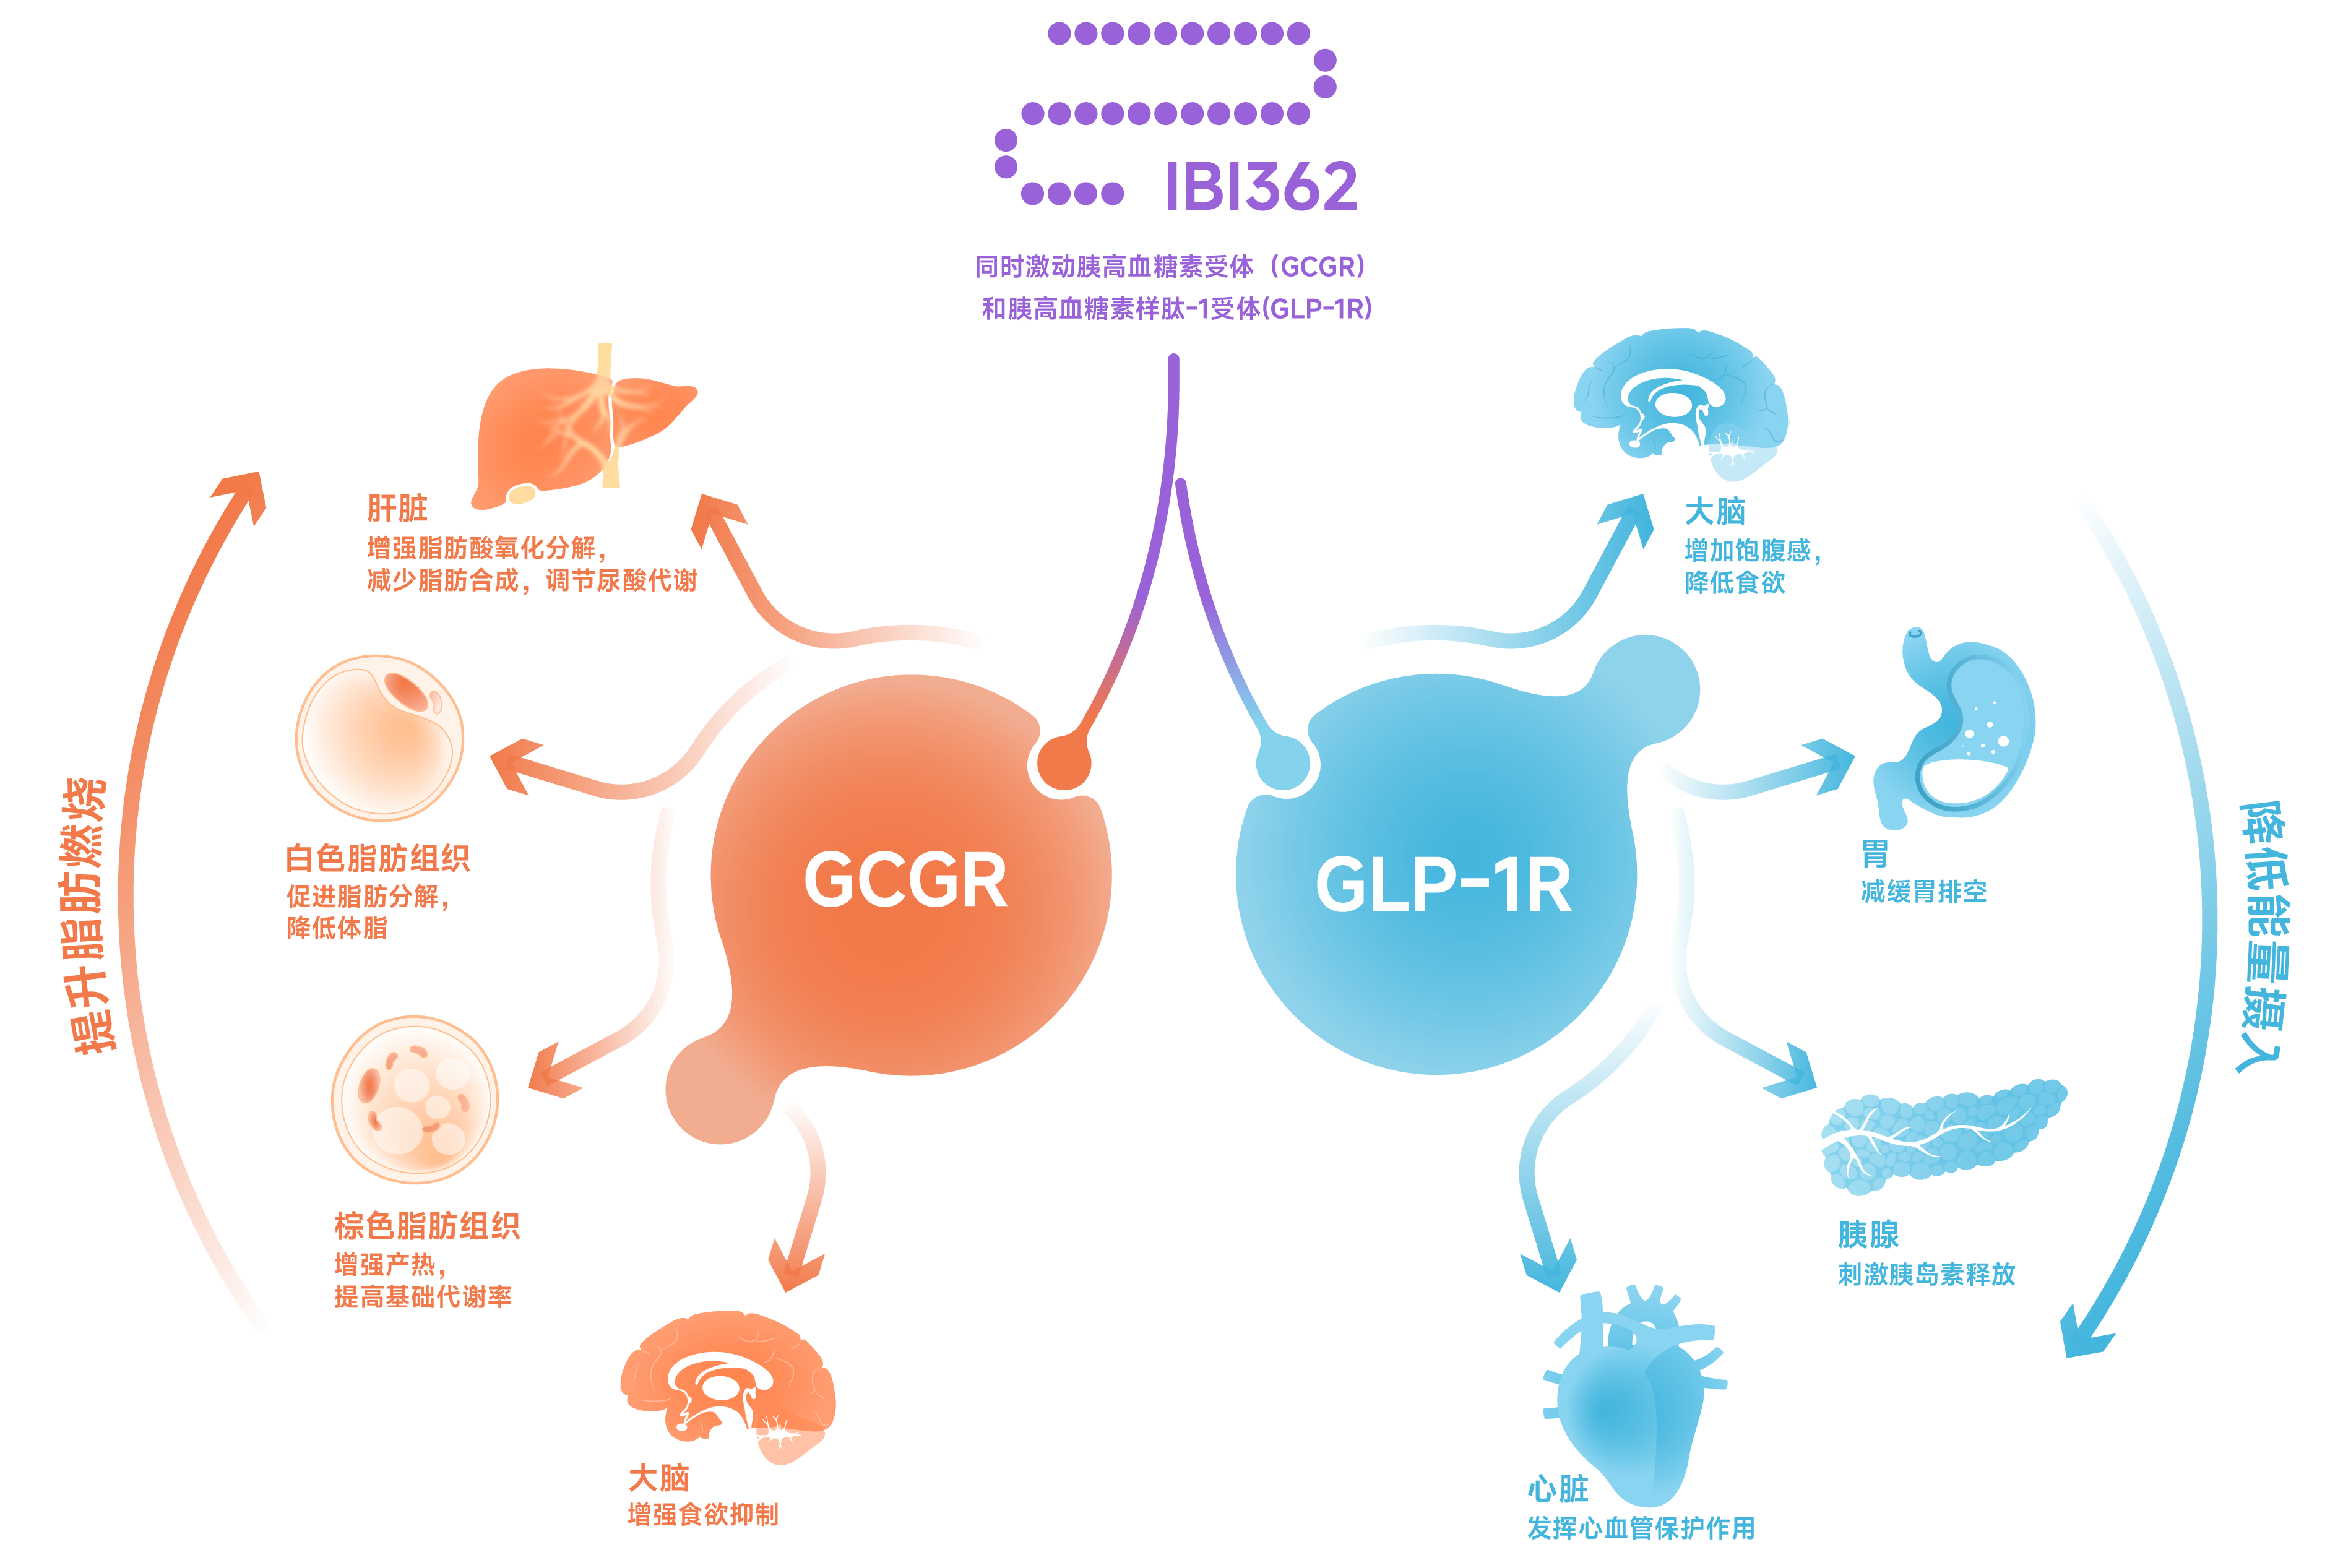 IBI362
同时激动胰高血糖素受体（GCGR）
和胰高血糖素样肽-1受体(GLP-1R)
提升脂肪燃烧
肝脏
增强脂肪酸氧化分解，
减少脂肪合成，调节尿酸代谢
白色脂肪组织
促进脂肪分解，
降低体脂
棕色脂肪组织
增强产热，
提高基础代谢率
大脑
增强食欲抑制
GCGR
GLP-1R
大脑
增加饱腹感，
降低食欲
胃
减缓胃排空
胰腺
刺激胰岛素释放
心脏
发挥心血管保护作用
降低能量摄入